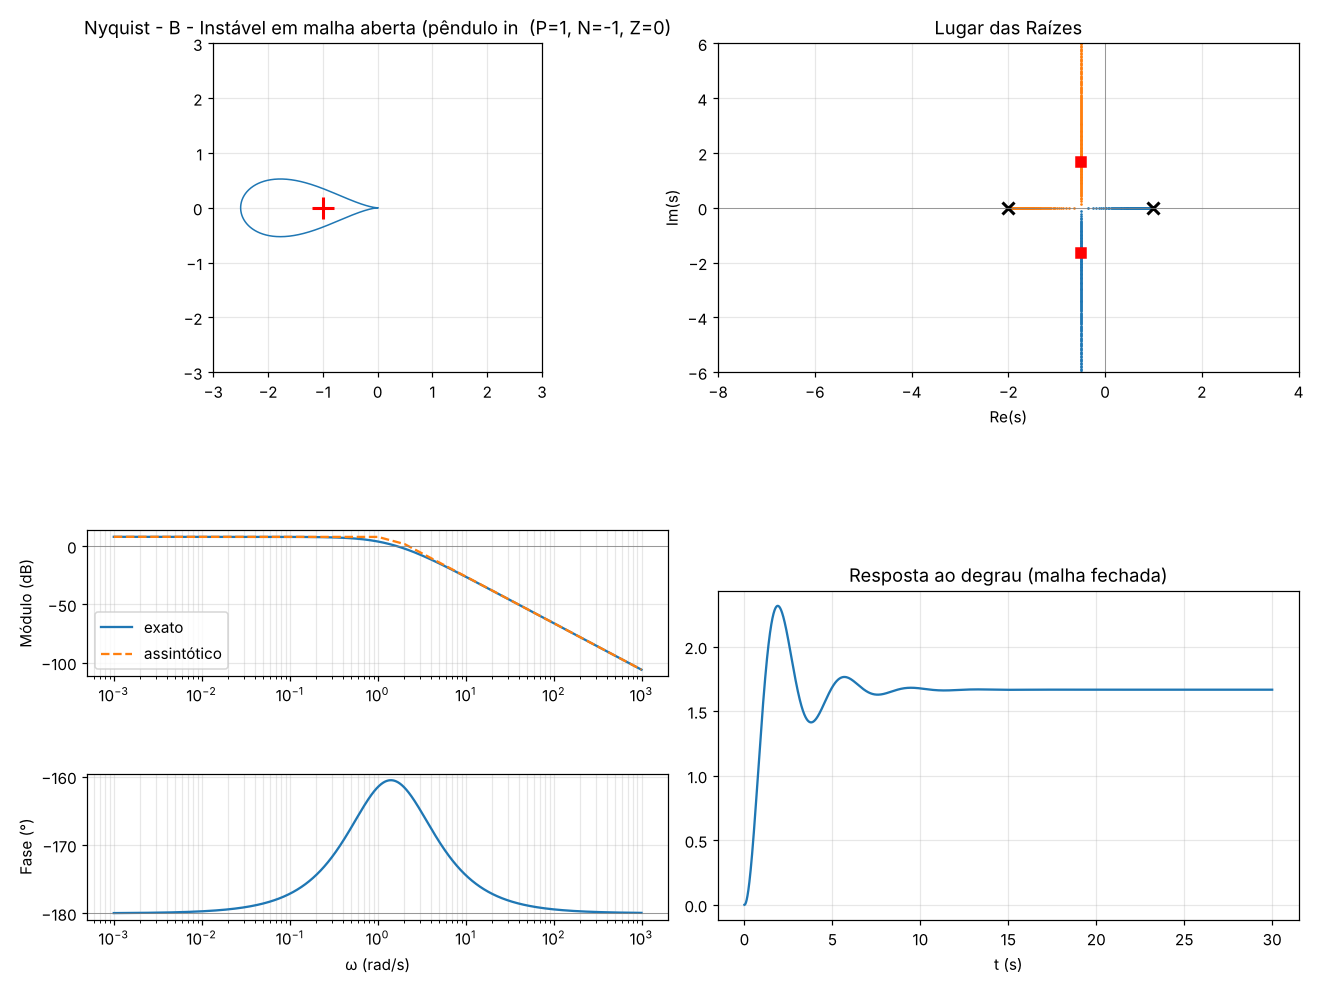 Nyquist - B - Instável em malha aberta (pêndulo in  (P=1, N=-1, Z=0)
3
2
1
0
−1
−2
−3
−3 −2 −1 0 1 2 3
Lugar das Raízes
Im(s)
6
4
2
0
−2
−4
−6
−8 −6 −4 −2 0 2 4
Re(s)
Módulo (dB)
0
−50
−100
exato
assintótico
10⁻³ 10⁻² 10⁻¹ 10⁰ 10¹ 10² 10³
Fase (°)
−160
−170
−180
10⁻³ 10⁻² 10⁻¹ 10⁰ 10¹ 10² 10³
ω (rad/s)
Resposta ao degrau (malha fechada)
2.0
1.5
1.0
0.5
0.0
0 5 10 15 20 25 30
t (s)